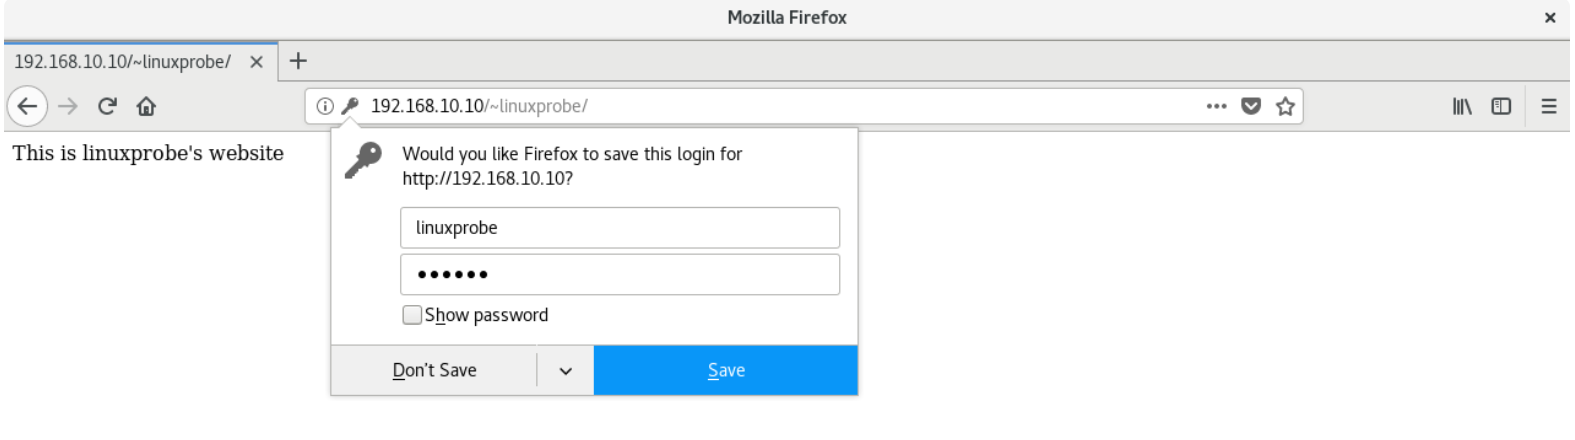 Mozilla Firefox
192.168.10.10/~linuxprobe/
192.168.10.10/~linuxprobe/
This is linuxprobe's website
Would you like Firefox to save this login for
http://192.168.10.10?
linuxprobe
••••••
Show password
Don't Save
Save